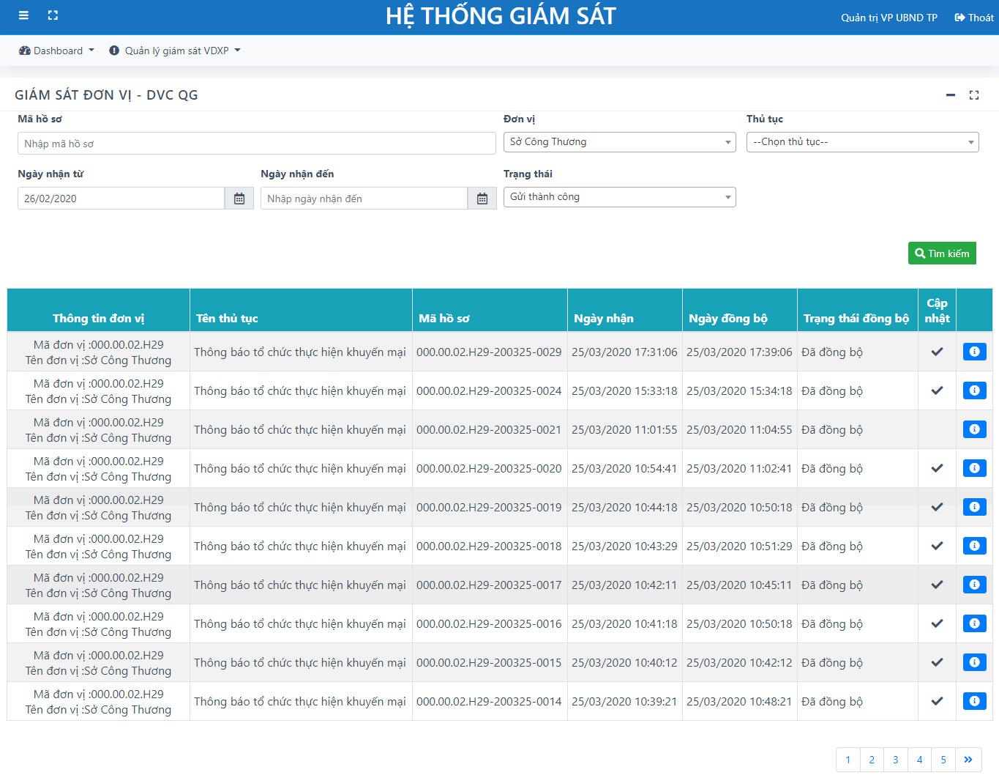 HỆ THỐNG GIÁM SÁT
Quản trị VP UBND TP Thoát
Dashboard Quản lý giám sát VDXP
GIÁM SÁT ĐƠN VỊ - DVC QG
Mã hồ sơ Đơn vị Thủ tục
Nhập mã hồ sơ Sở Công Thương --Chọn thủ tục--
Ngày nhận từ Ngày nhận đến Trạng thái
26/02/2020 Nhập ngày nhận đến Gửi thành công
Tìm kiếm
Thông tin đơn vị Tên thủ tục Mã hồ sơ Ngày nhận Ngày đồng bộ Trạng thái đồng bộ Cập nhật
Mã đơn vị :000.00.02.H29
Tên đơn vị :Sở Công Thương
Thông báo tổ chức thực hiện khuyến mại 000.00.02.H29-200325-0029 25/03/2020 17:31:06 25/03/2020 17:39:06 Đã đồng bộ
Mã đơn vị :000.00.02.H29
Tên đơn vị :Sở Công Thương
Thông báo tổ chức thực hiện khuyến mại 000.00.02.H29-200325-0024 25/03/2020 15:33:18 25/03/2020 15:34:18 Đã đồng bộ
Mã đơn vị :000.00.02.H29
Tên đơn vị :Sở Công Thương
Thông báo tổ chức thực hiện khuyến mại 000.00.02.H29-200325-0021 25/03/2020 11:01:55 25/03/2020 11:04:55 Đã đồng bộ
Mã đơn vị :000.00.02.H29
Tên đơn vị :Sở Công Thương
Thông báo tổ chức thực hiện khuyến mại 000.00.02.H29-200325-0020 25/03/2020 10:54:41 25/03/2020 11:02:41 Đã đồng bộ
Mã đơn vị :000.00.02.H29
Tên đơn vị :Sở Công Thương
Thông báo tổ chức thực hiện khuyến mại 000.00.02.H29-200325-0019 25/03/2020 10:44:18 25/03/2020 10:50:18 Đã đồng bộ
Mã đơn vị :000.00.02.H29
Tên đơn vị :Sở Công Thương
Thông báo tổ chức thực hiện khuyến mại 000.00.02.H29-200325-0018 25/03/2020 10:43:29 25/03/2020 10:51:29 Đã đồng bộ
Mã đơn vị :000.00.02.H29
Tên đơn vị :Sở Công Thương
Thông báo tổ chức thực hiện khuyến mại 000.00.02.H29-200325-0017 25/03/2020 10:42:11 25/03/2020 10:45:11 Đã đồng bộ
Mã đơn vị :000.00.02.H29
Tên đơn vị :Sở Công Thương
Thông báo tổ chức thực hiện khuyến mại 000.00.02.H29-200325-0016 25/03/2020 10:41:18 25/03/2020 10:50:18 Đã đồng bộ
Mã đơn vị :000.00.02.H29
Tên đơn vị :Sở Công Thương
Thông báo tổ chức thực hiện khuyến mại 000.00.02.H29-200325-0015 25/03/2020 10:40:12 25/03/2020 10:42:12 Đã đồng bộ
Mã đơn vị :000.00.02.H29
Tên đơn vị :Sở Công Thương
Thông báo tổ chức thực hiện khuyến mại 000.00.02.H29-200325-0014 25/03/2020 10:39:21 25/03/2020 10:48:21 Đã đồng bộ
1 2 3 4 5 »